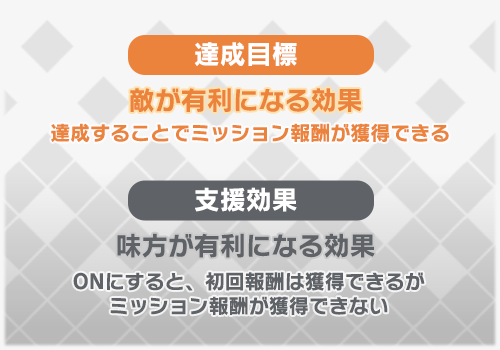 達成目標
敵が有利になる効果
達成することでミッション報酬が獲得できる
支援効果
味方が有利になる効果
ONにすると、初回報酬は獲得できるが
ミッション報酬が獲得できない